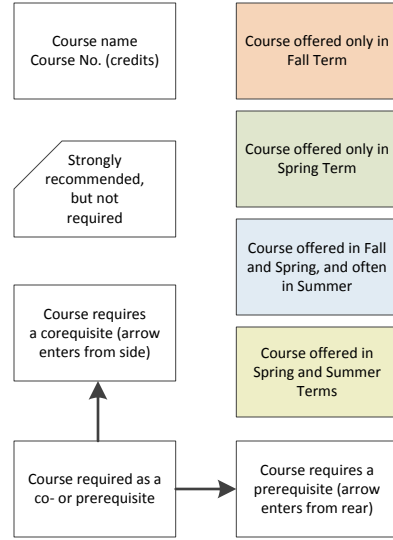 Course name
Course No. (credits)
Course offered only in
Fall Term
Strongly
recommended,
but not
required
Course offered only in
Spring Term
Course offered in Fall
and Spring, and often
in Summer
Course requires
a corequisite (arrow
enters from side)
Course offered in
Spring and Summer
Terms
Course required as a
co- or prerequisite
Course requires a
prerequisite (arrow
enters from rear)